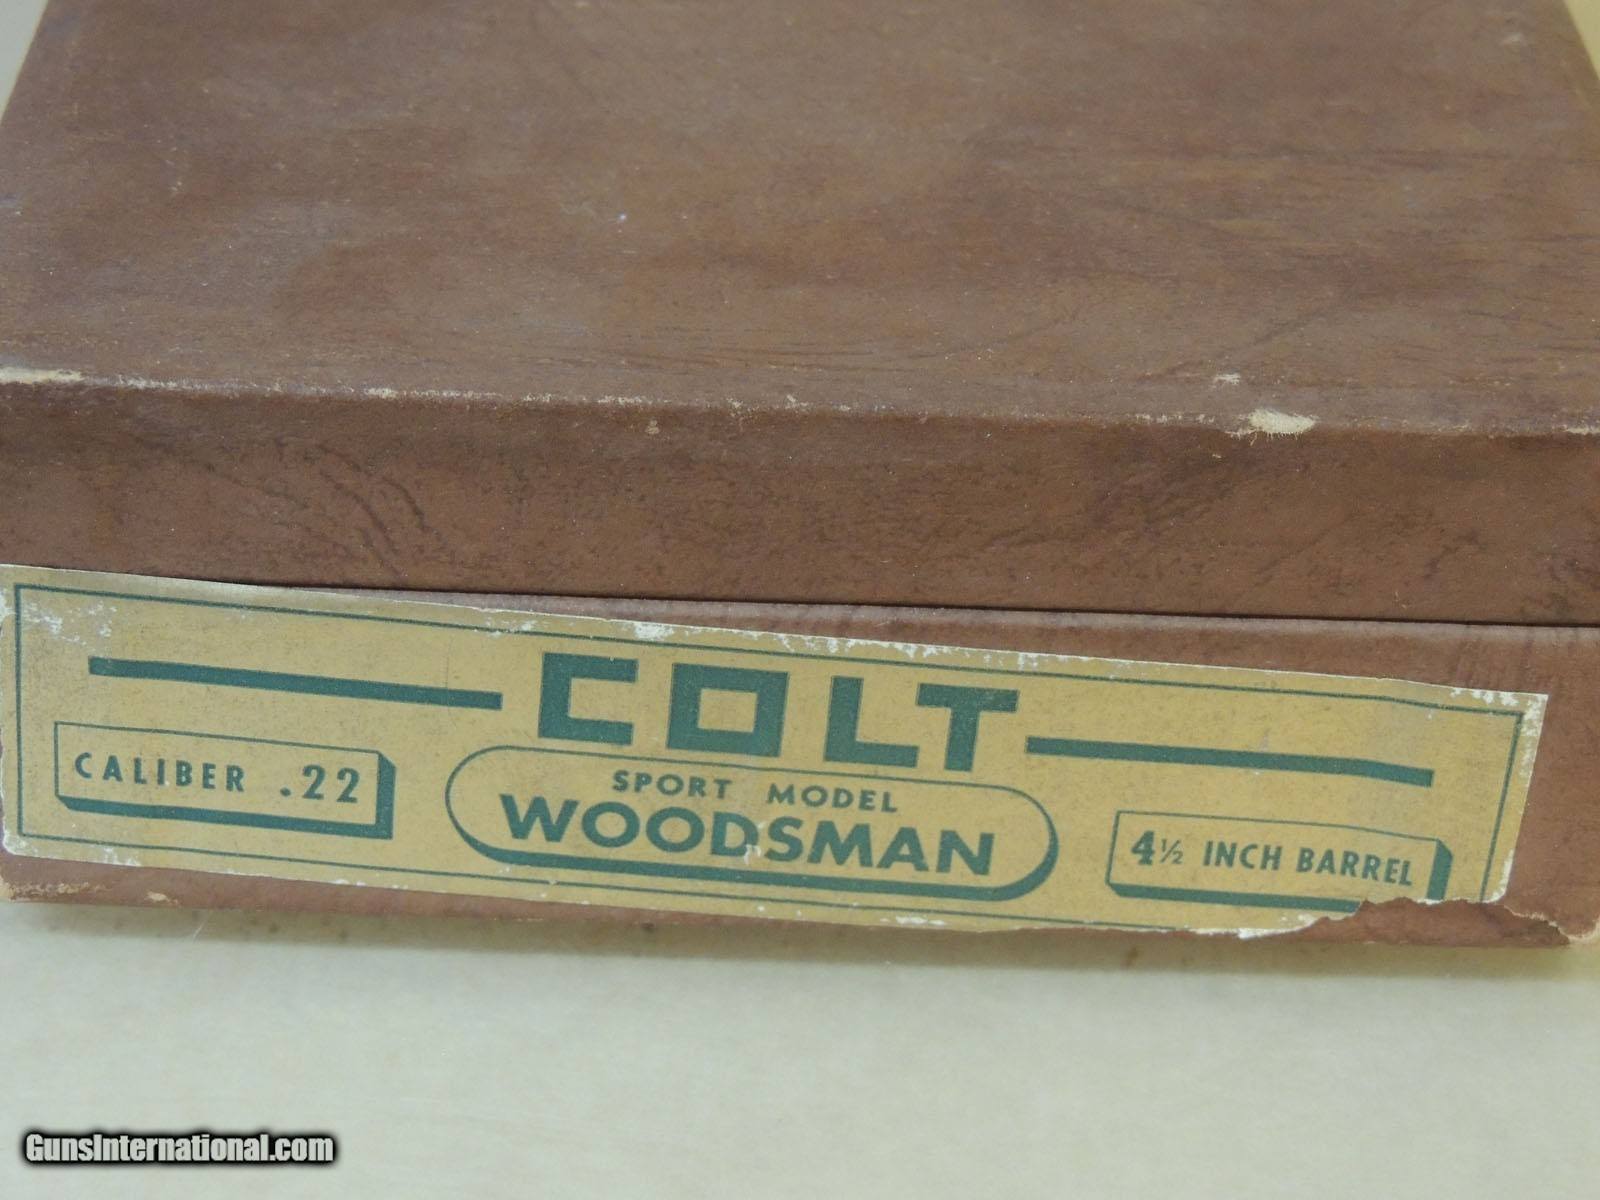 COLT
CALIBER .22
SPORT MODEL
WOODSMAN
4½ INCH BARREL
GunsInternational.com